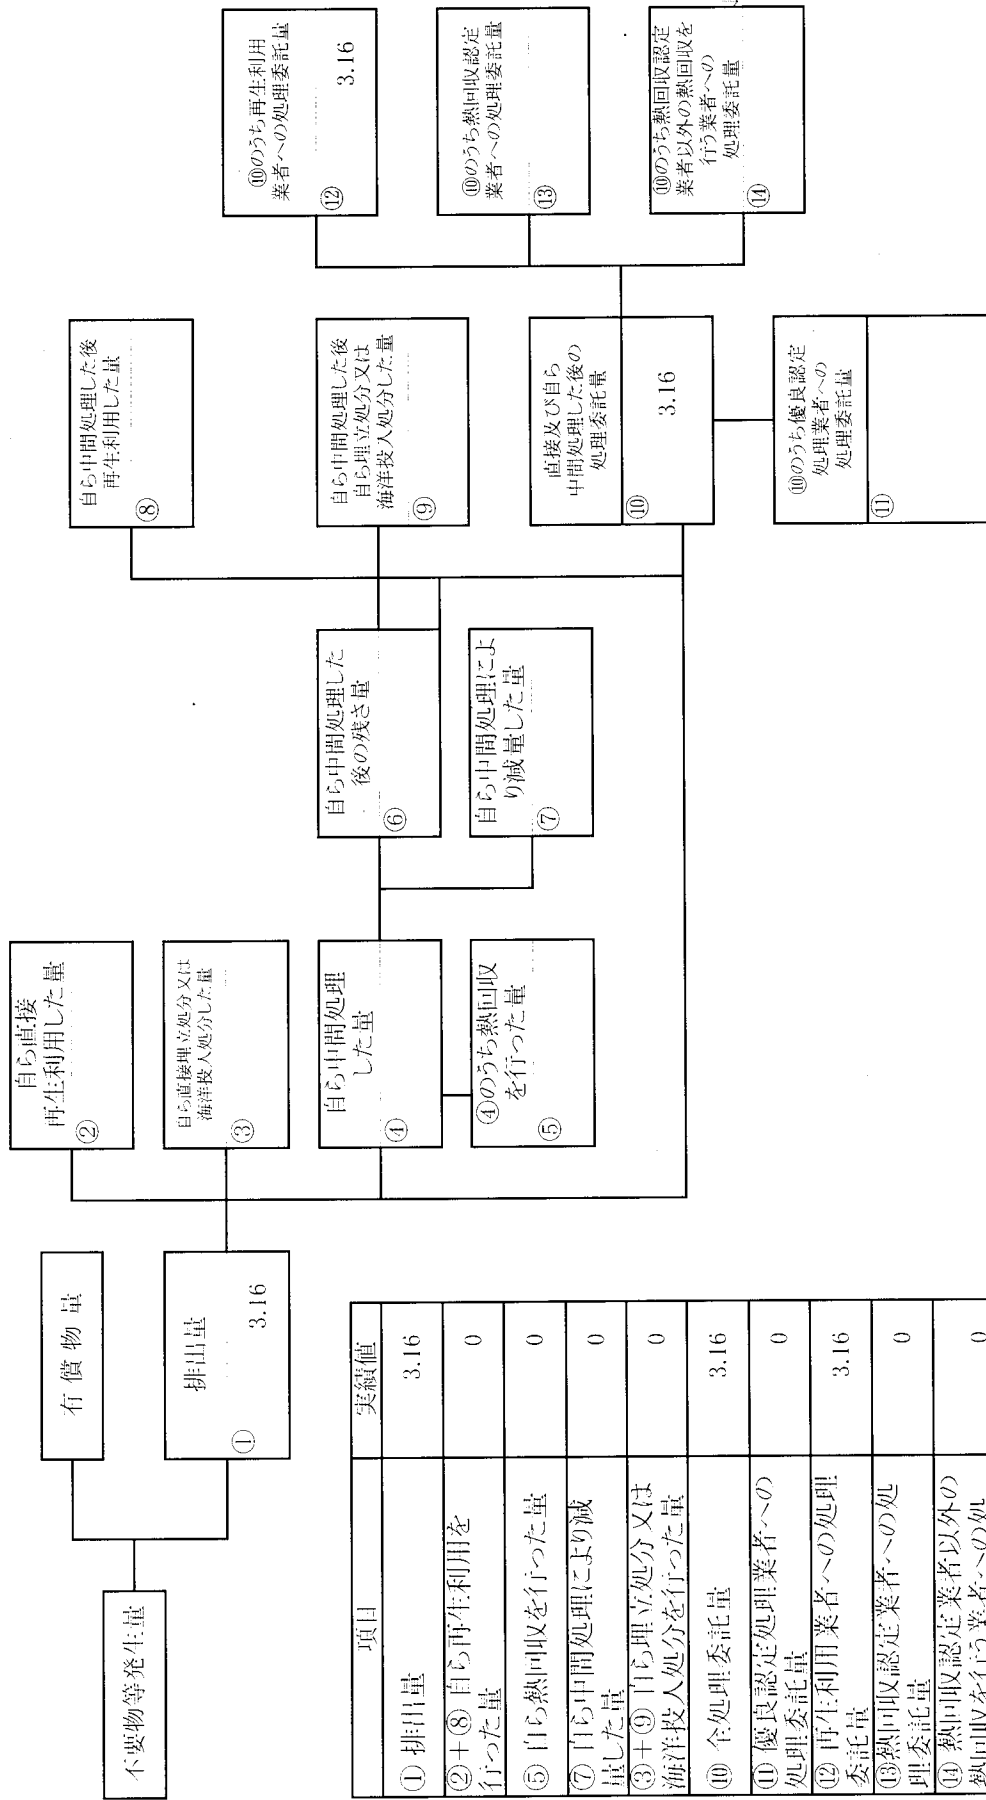 不要物等発生量
有償物量
排出量
①
3.16
自ら直接
再生利用した量
②
自ら直接埋立処分又は
海洋投入処分した量
③
自ら中間処理
した量
④
④のうち熱回収
を行った量
⑤
自ら中間処理した
後の残さ量
⑥
自ら中間処理によ
り減量した量
⑦
自ら中間処理した後
再生利用した量
⑧
自ら中間処理した後
自ら埋立処分又は
海洋投入処分した量
⑨
直接及び自ら
中間処理した後の
処理委託量
⑩
3.16
⑩のうち優良認定
処理業者への
処理委託量
⑪
⑩のうち再生利用
業者への処理委託量
⑫
3.16
⑩のうち熱回収認定
業者への処理委託量
⑬
⑩のうち熱回収認定
業者以外の熱回収を
行う業者への
処理委託量
⑭
項目 実績値
①排出量 3.16
②+⑧自ら再生利用を
行った量 0
⑤自ら熱回収を行った量 0
⑦自ら中間処理により減
量した量 0
③+⑨自ら埋立処分又は
海洋投入処分を行った量 0
⑩全処理委託量 3.16
⑪優良認定処理業者への
処理委託量 0
⑫再生利用業者への処理
委託量 3.16
⑬熱回収認定業者への処
理委託量 0
⑭熱回収認定業者以外の
熱回収を行う業者への処 0